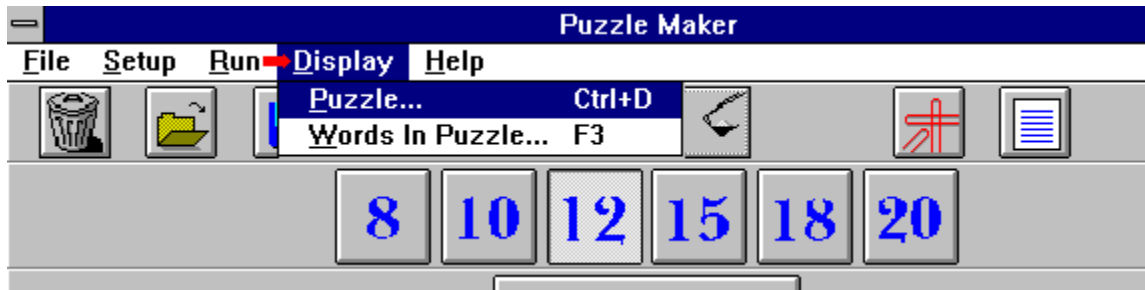 Puzzle Maker
File Setup Run Display Help
Puzzle... Ctrl+D
Words In Puzzle... F3
8 10 12 15 18 20